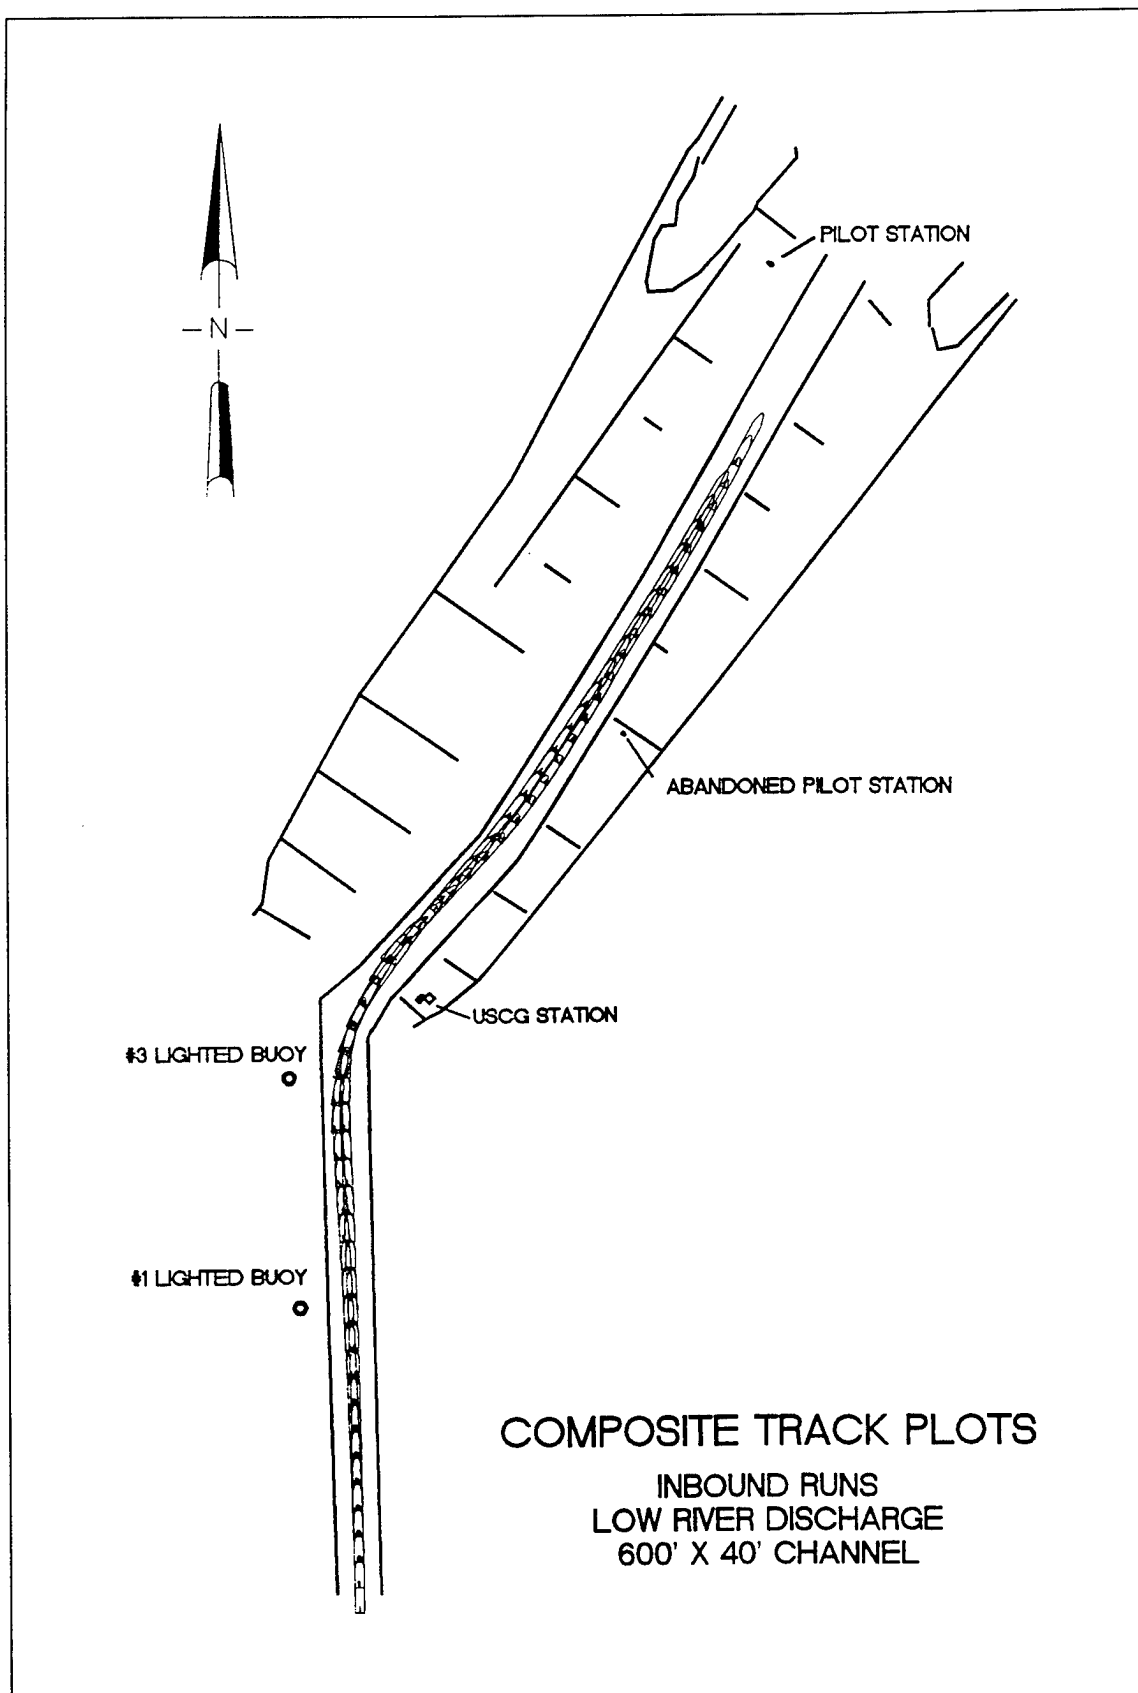 PILOT STATION
-N-
ABANDONED PILOT STATION
USCG STATION
#3 LIGHTED BUOY
#1 LIGHTED BUOY
COMPOSITE TRACK PLOTS
INBOUND RUNS
LOW RIVER DISCHARGE
600' X 40' CHANNEL